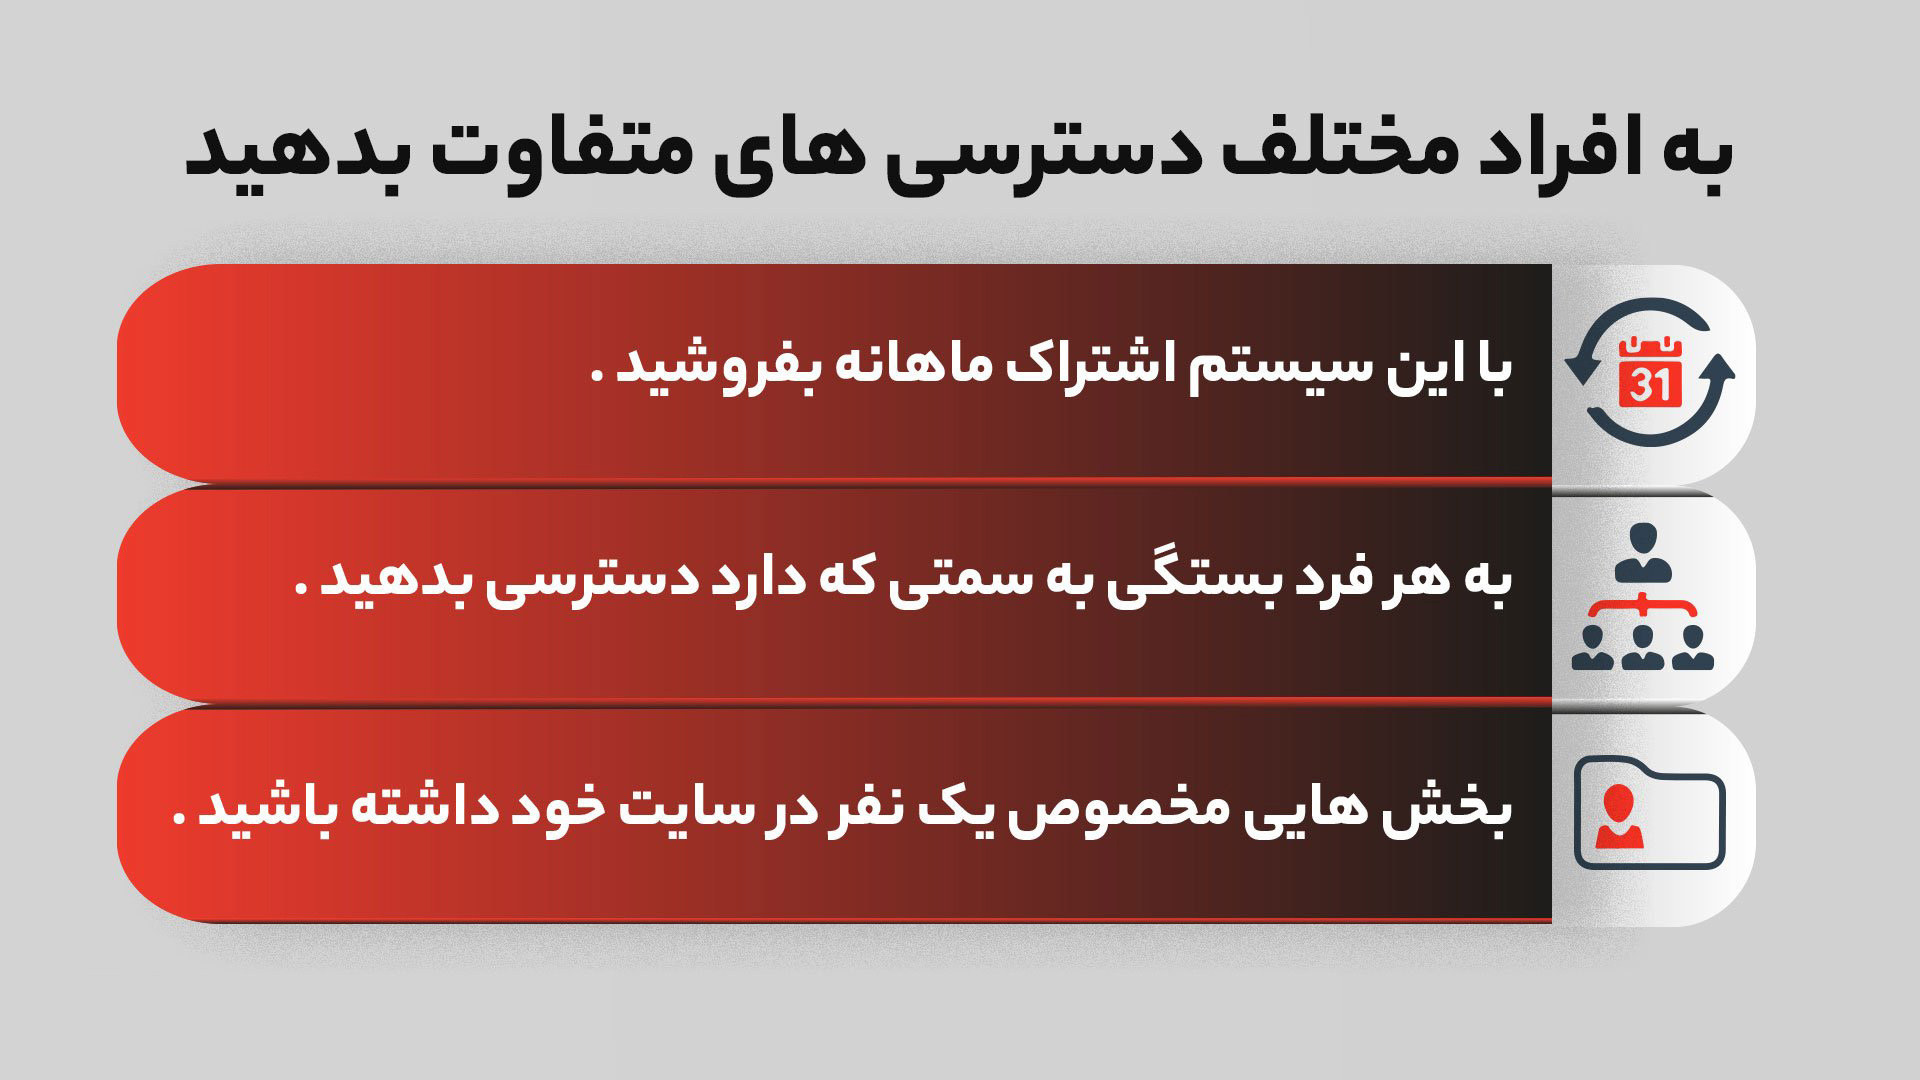 به افراد مختلف دسترسی های متفاوت بدهید
با این سیستم اشتراک ماهانه بفروشید .
31
به هر فرد بستگی به سمتی که دارد دسترسی بدهید .
بخش هایی مخصوص یک نفر در سایت خود داشته باشید .